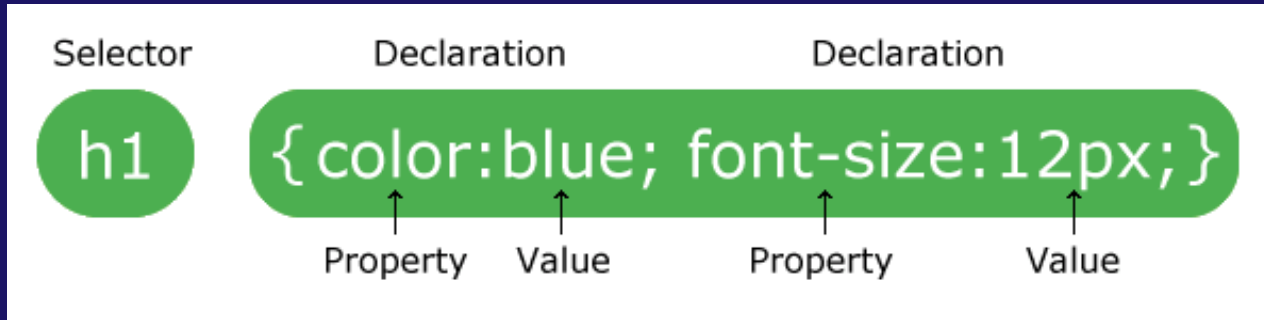 Selector Declaration Declaration
h1 {color:blue; font-size:12px;}
Property Value Property Value